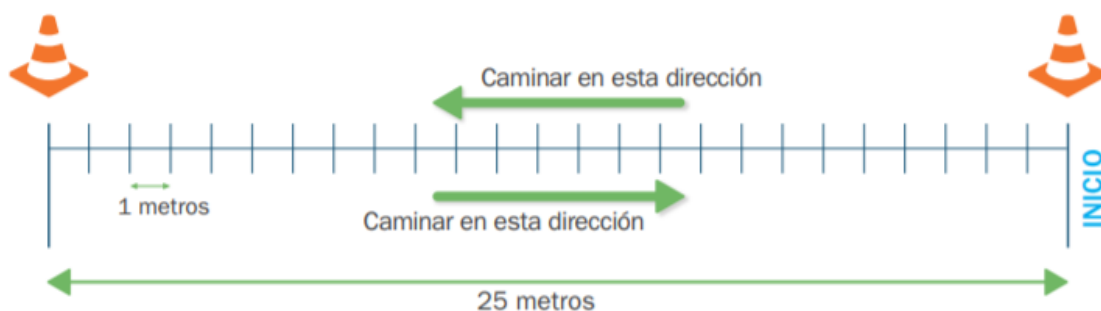 Caminar en esta dirección
1 metros
Caminar en esta dirección
INICIO
25 metros